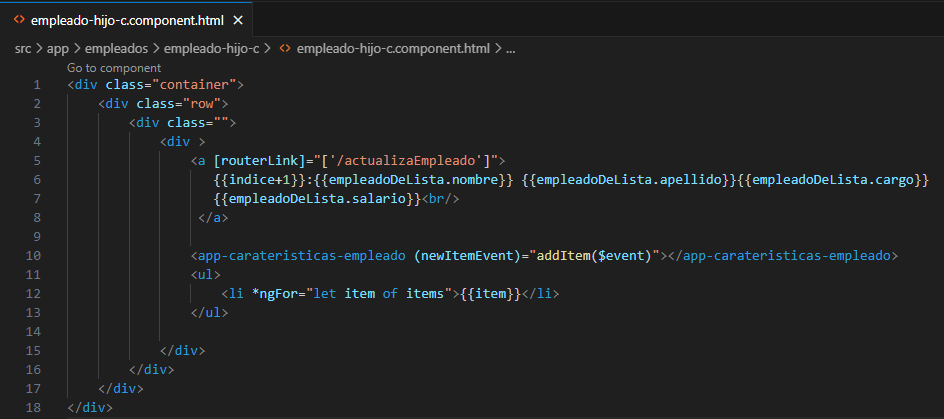 empleado-hijo-c.component.html
src > app > empleados > empleado-hijo-c > empleado-hijo-c.component.html > ...
Go to component
1 <div class="container">
2 <div class="row">
3 <div class="">
4 <div >
5 <a [routerLink]="['/actualizaEmpleado']">
6 {{indice+1}}:{{empleadoDeLista.nombre}} {{empleadoDeLista.apellido}}{{empleadoDeLista.cargo}}
7 {{empleadoDeLista.salario}}<br/>
8 </a>
9
10 <app-carateristicas-empleado (newItemEvent)="addItem($event)"></app-carateristicas-empleado>
11 <ul>
12 <li *ngFor="let item of items">{{item}}</li>
13 </ul>
14
15 </div>
16 </div>
17 </div>
18 </div>